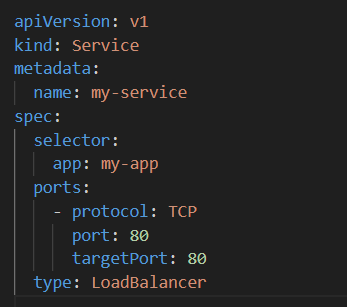 apiVersion: v1
kind: Service
metadata:
  name: my-service
spec:
  selector:
    app: my-app
  ports:
    - protocol: TCP
      port: 80
      targetPort: 80
  type: LoadBalancer